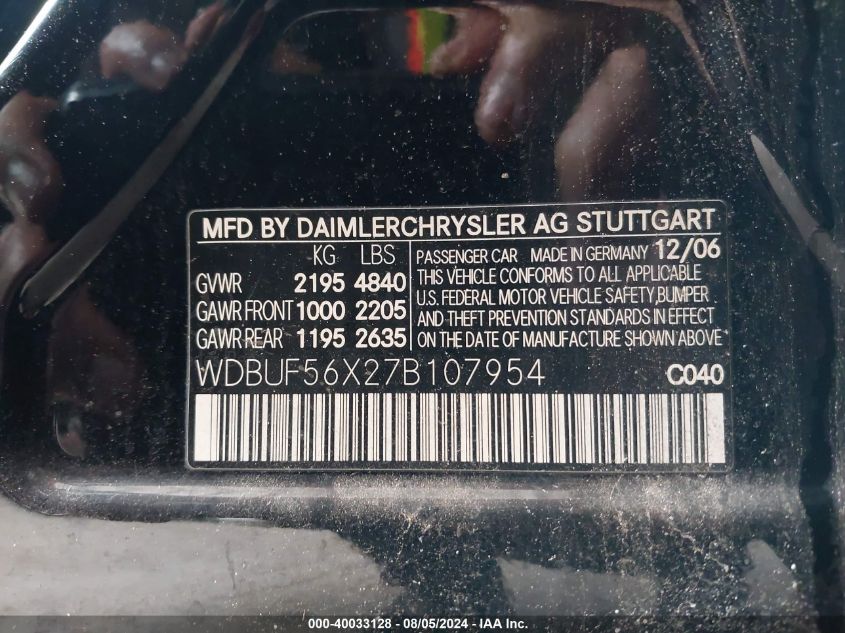 MFD BY DAIMLERCHRYSLER AG STUTTGART
KG LBS
GVWR 2195 4840
GAWR FRONT 1000 2205
GAWR REAR 1195 2635
PASSENGER CAR MADE IN GERMANY 12/06
THIS VEHICLE CONFORMS TO ALL APPLICABLE
U.S. FEDERAL MOTOR VEHICLE SAFETY,BUMPER
AND THEFT PREVENTION STANDARDS IN EFFECT
ON THE DATE OF MANUFACTURE SHOWN ABOVE
WDBUF56X27B107954 C040
000-40033128 - 08/05/2024 - IAA Inc.